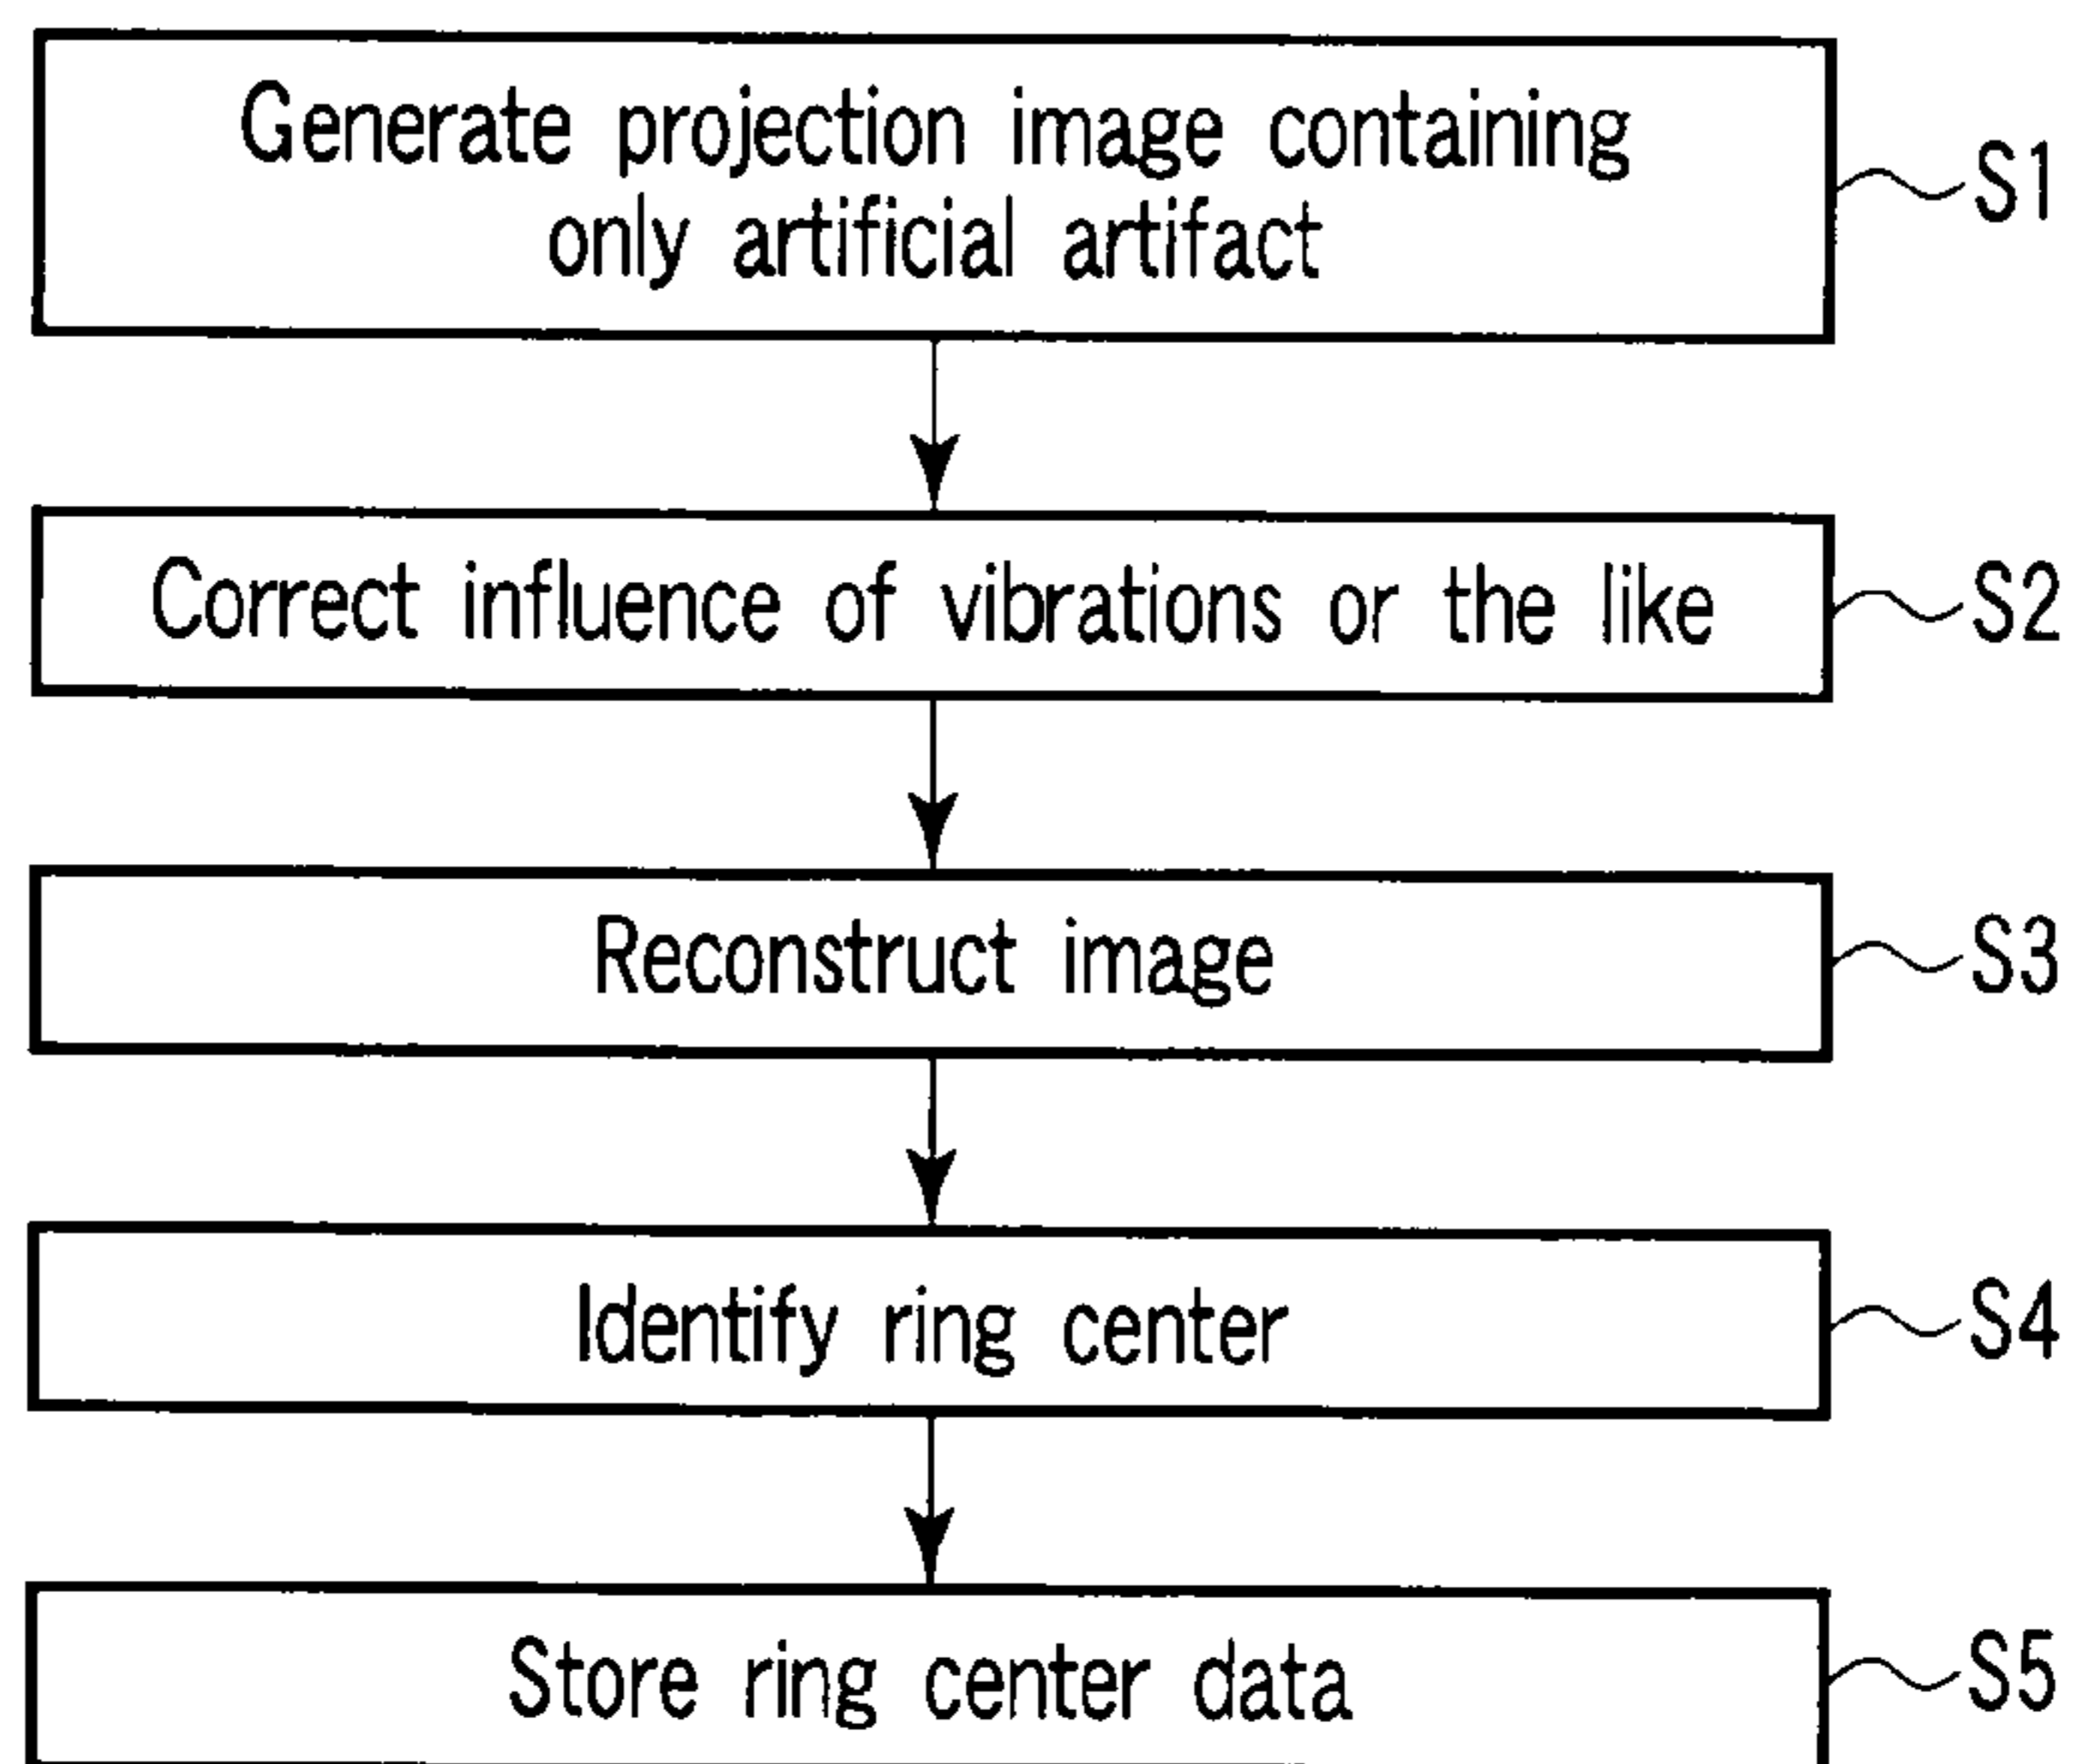 Generate projection image containing
only artificial artifact
S1
Correct influence of vibrations or the like
S2
Reconstruct image
S3
Identify ring center
S4
Store ring center data
S5